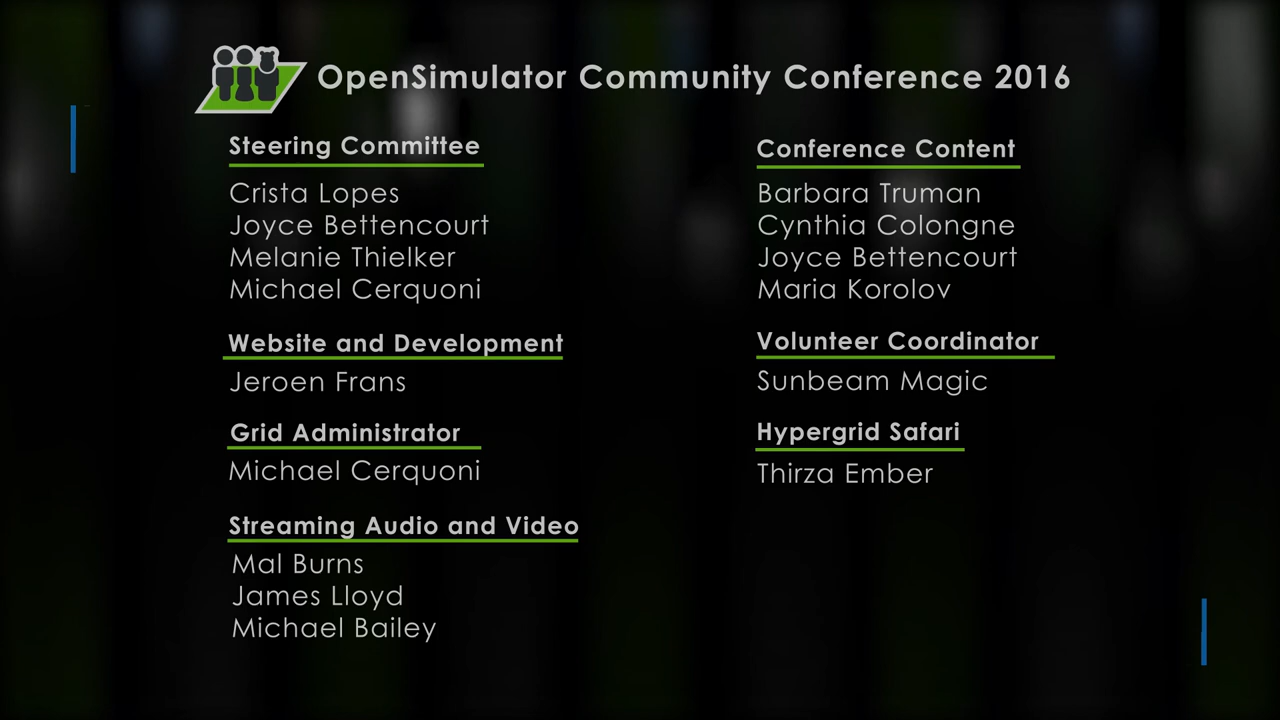 OpenSimulator Community Conference 2016
Steering Committee
Crista Lopes
Joyce Bettencourt
Melanie Thielker
Michael Cerquoni
Website and Development
Jeroen Frans
Grid Administrator
Michael Cerquoni
Streaming Audio and Video
Mal Burns
James Lloyd
Michael Bailey
Conference Content
Barbara Truman
Cynthia Colongne
Joyce Bettencourt
Maria Korolov
Volunteer Coordinator
Sunbeam Magic
Hypergrid Safari
Thirza Ember